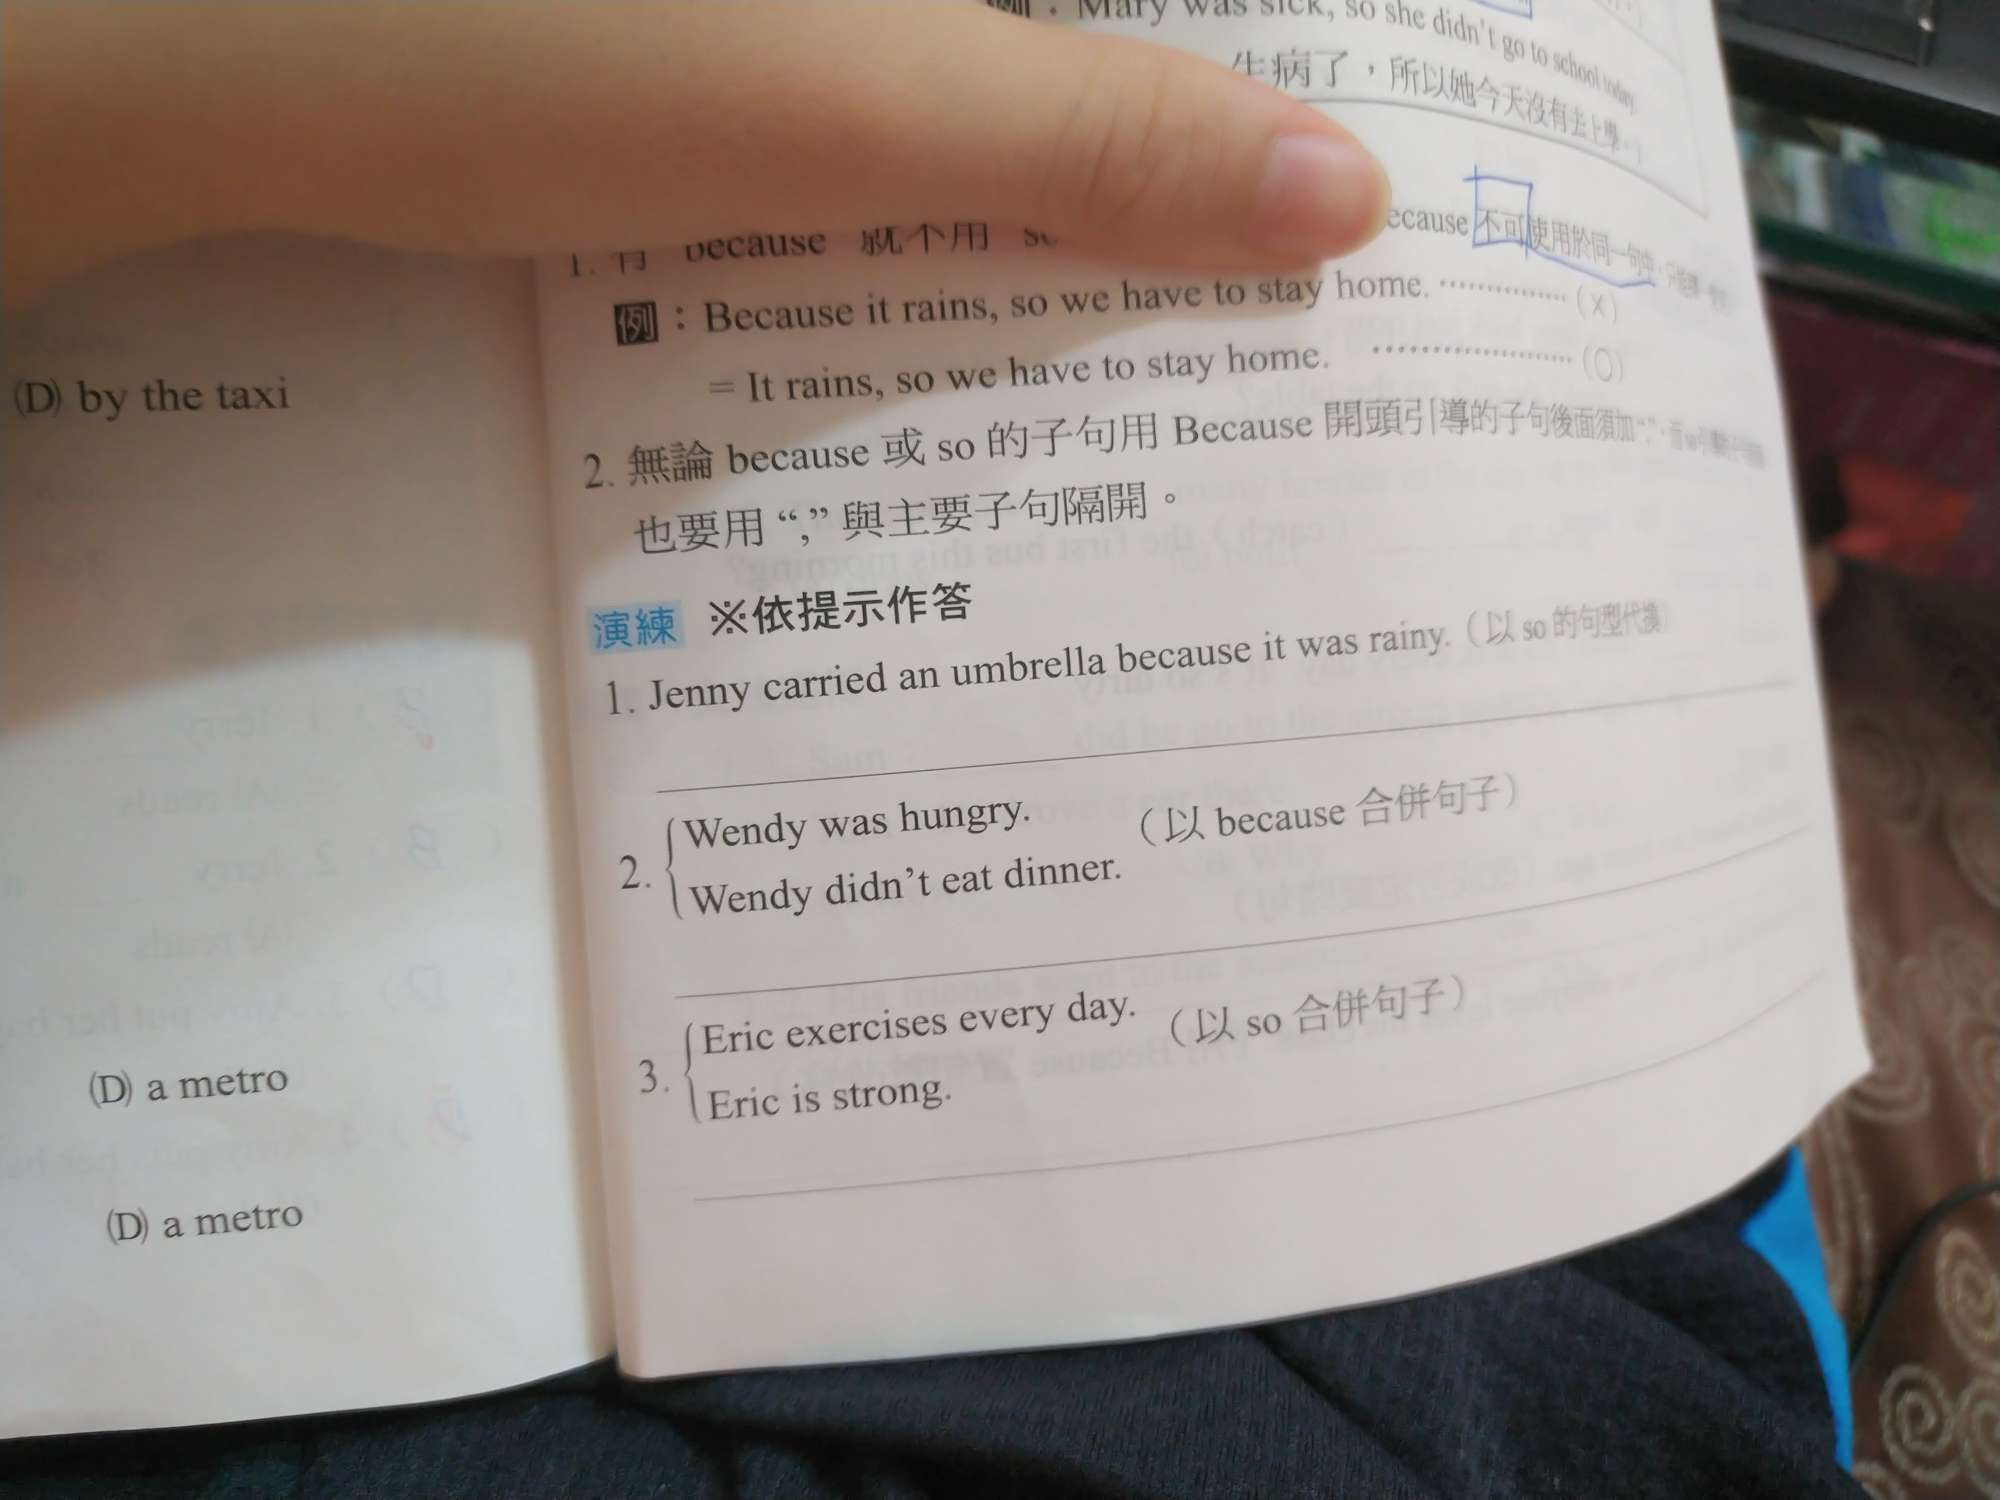 (D) by the taxi
(D) a metro
(D) a metro
例：Mary was sick, so she didn't go to school today.
生病了，所以她今天沒有去上學。)
1. 有 because 就不用 so
ecause 不可使用於同一句中，
例：Because it rains, so we have to stay home. ··············· (×)
= It rains, so we have to stay home. ····················· (○)
2. 無論 because 或 so 的子句用 Because 開頭引導的子句後面須加“,”，而so引導
也要用 “,” 與主要子句隔開。
演練 ※依提示作答
1. Jenny carried an umbrella because it was rainy.（以 so 的句型代換）
2. Wendy was hungry.（以 because 合併句子）
Wendy didn't eat dinner.
3. Eric exercises every day.（以 so 合併句子）
Eric is strong.